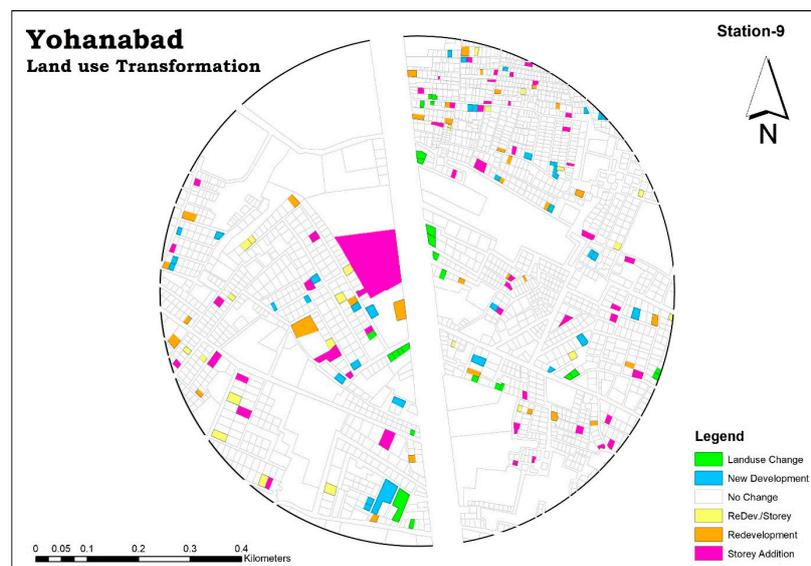 Yohanabad
Land use Transformation
Station-9
N
Legend
Landuse Change
New Development
No Change
ReDev./Storey
Redevelopment
Storey Addition
0 0.05 0.1 0.2 0.3 0.4
Kilometers